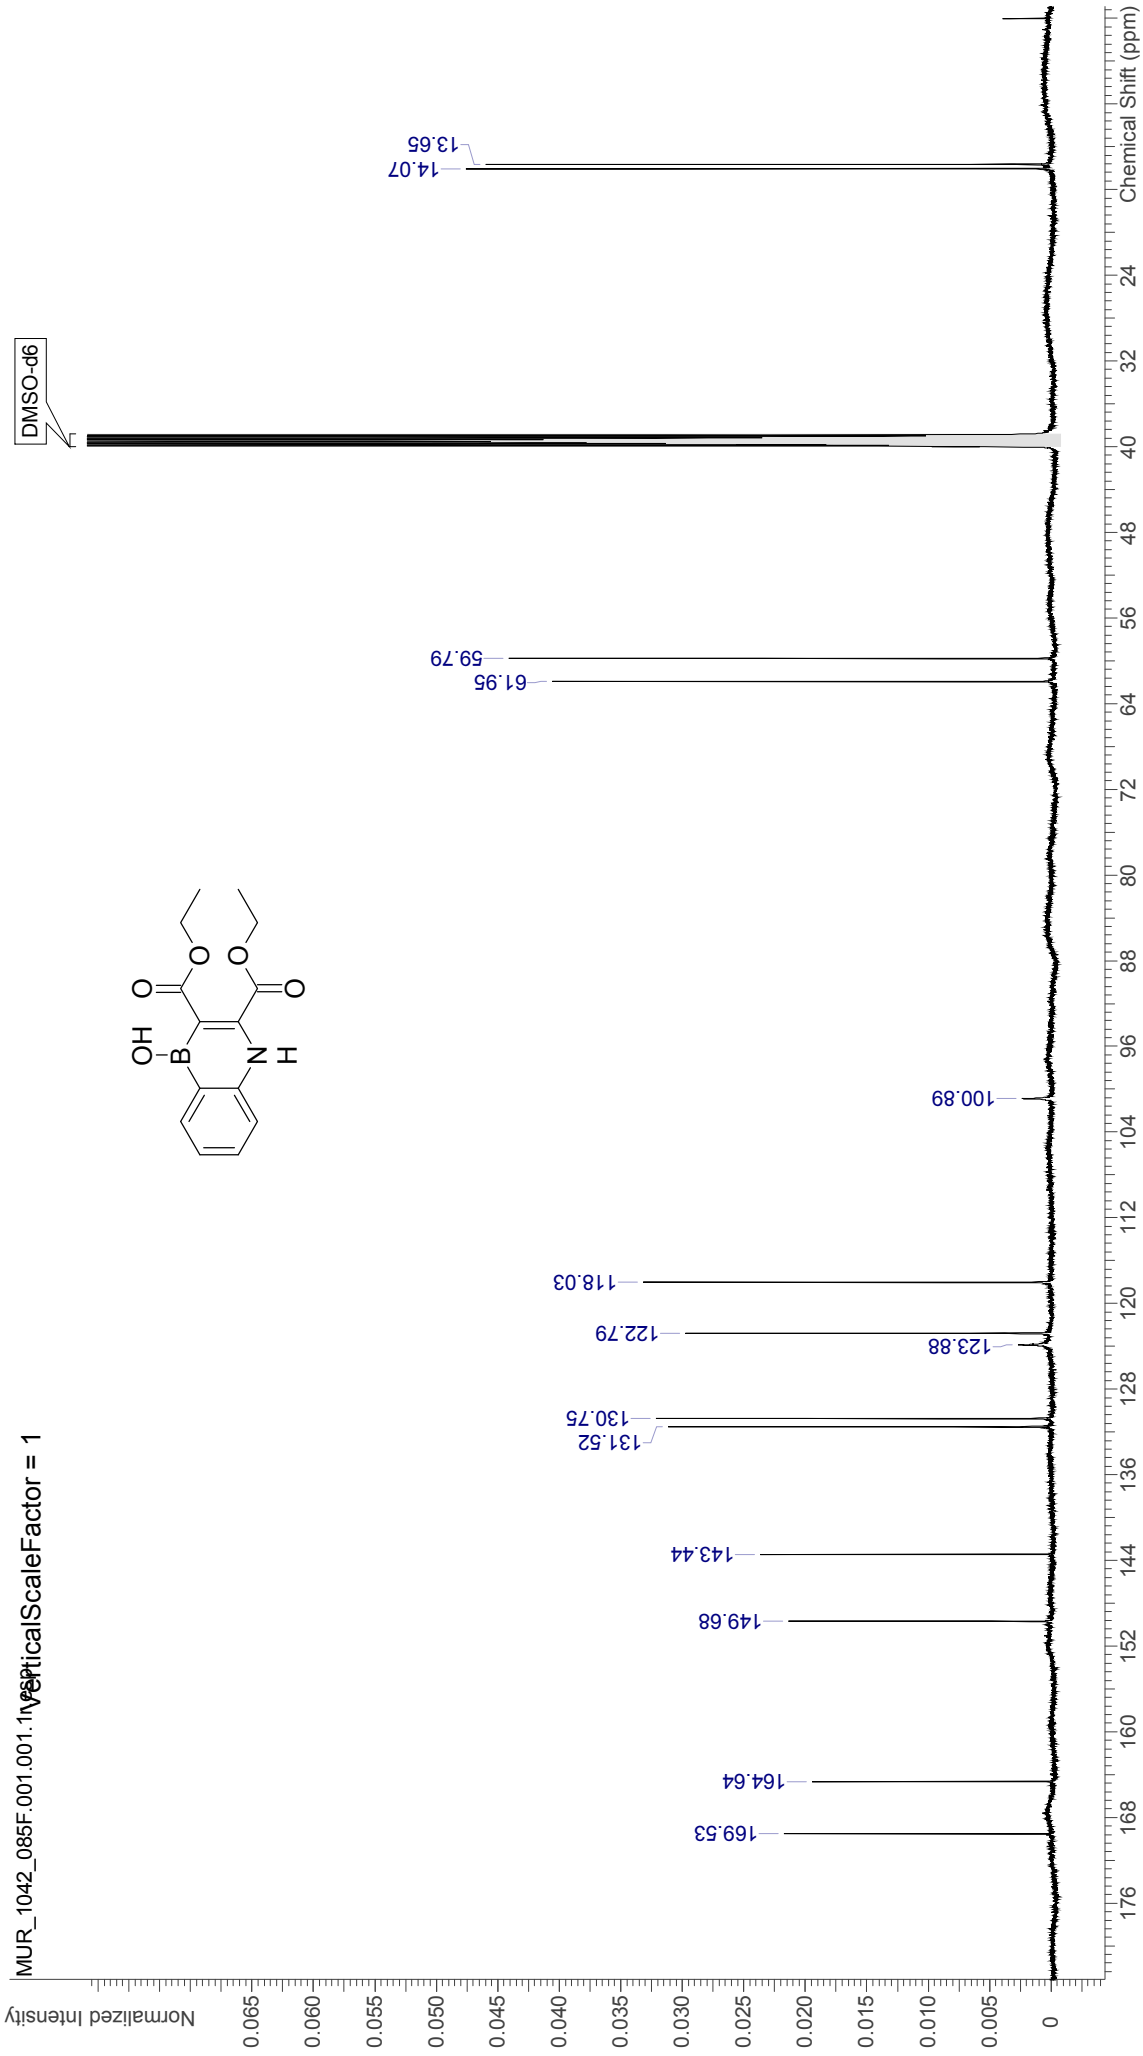 MUR_1042_085F.001.001.1r.esp
VerticalScaleFactor = 1
DMSO-d6
OH
B
O
O
N
H
O
O
169.53
164.64
149.68
143.44
131.52
130.75
123.88
122.79
118.03
100.89
61.95
59.79
14.07
13.65
Normalized Intensity
0.065
0.060
0.055
0.050
0.045
0.040
0.035
0.030
0.025
0.020
0.015
0.010
0.005
0
176 168 160 152 144 136 128 120 112 104 96 88 80 72 64 56 48 40 32 24
Chemical Shift (ppm)